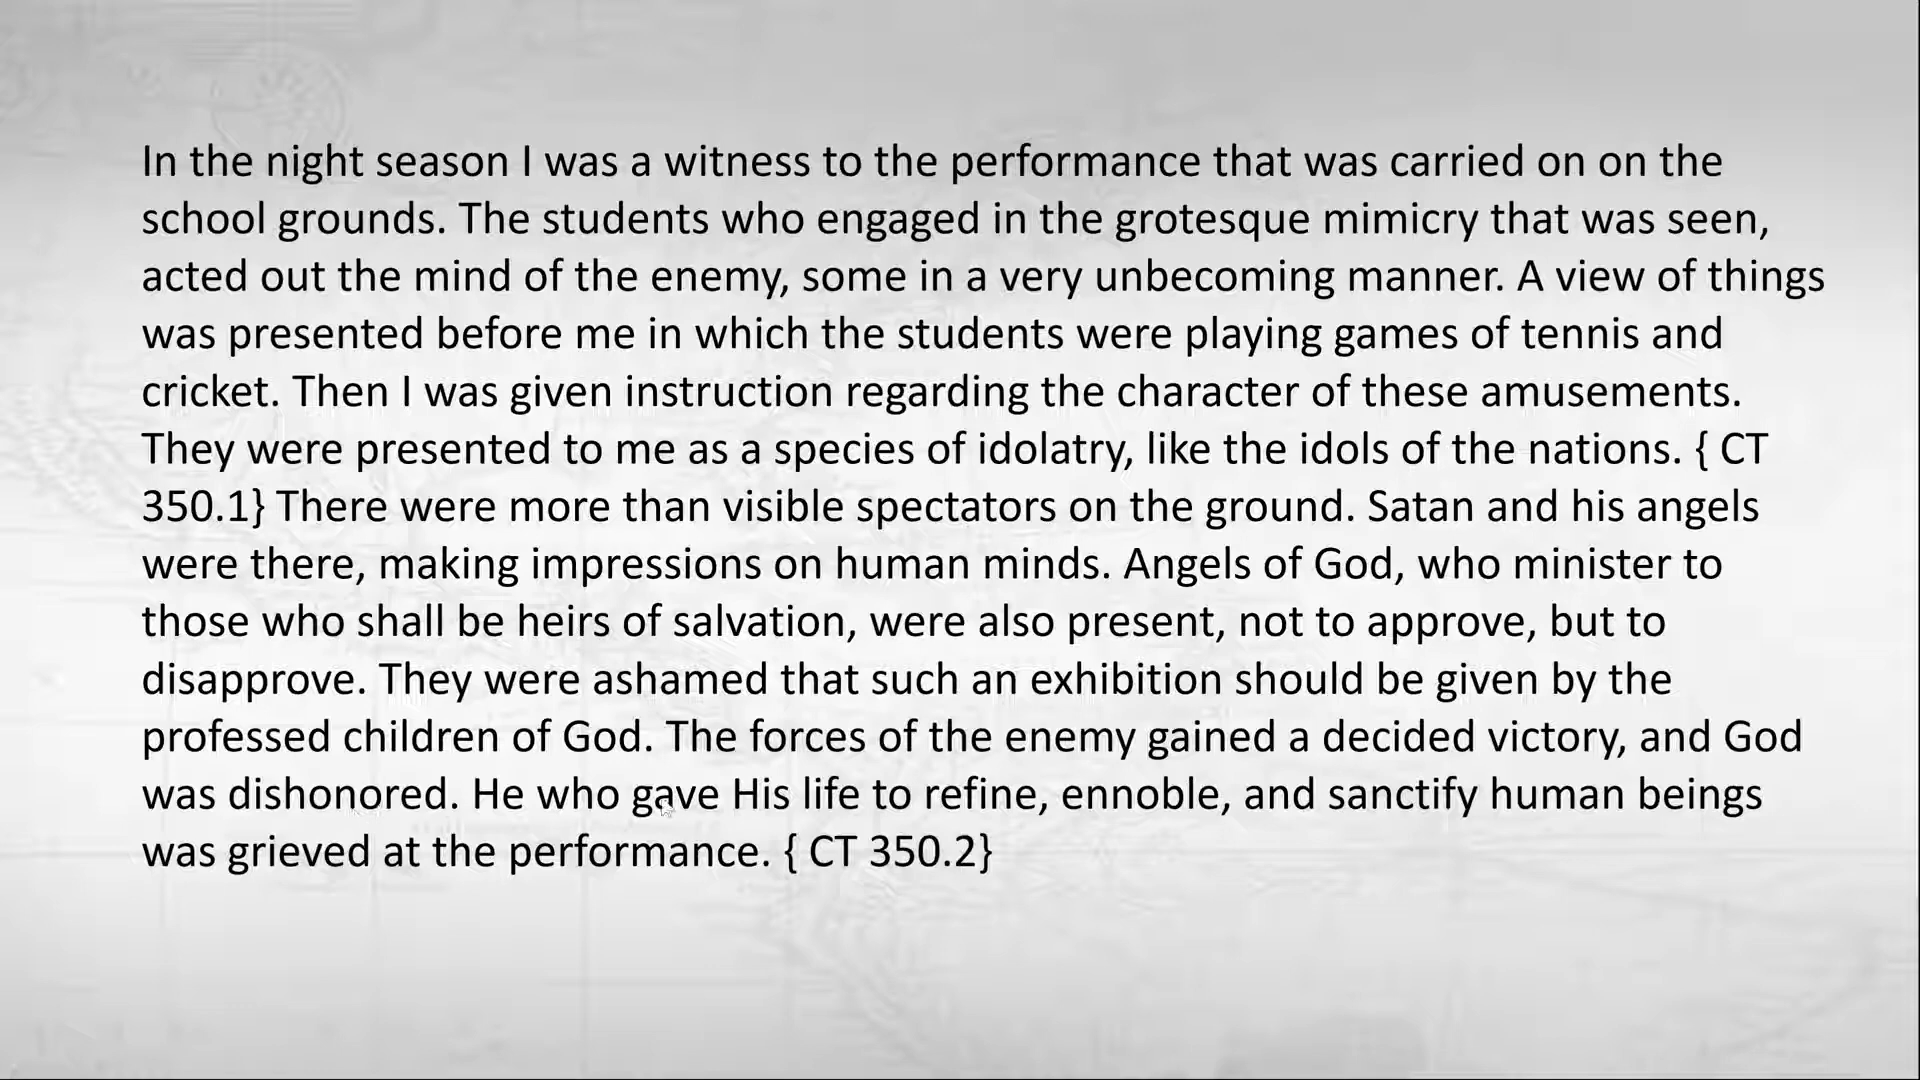 In the night season I was a witness to the performance that was carried on on the
school grounds. The students who engaged in the grotesque mimicry that was seen,
acted out the mind of the enemy, some in a very unbecoming manner. A view of things
was presented before me in which the students were playing games of tennis and
cricket. Then I was given instruction regarding the character of these amusements.
They were presented to me as a species of idolatry, like the idols of the nations. { CT
350.1} There were more than visible spectators on the ground. Satan and his angels
were there, making impressions on human minds. Angels of God, who minister to
those who shall be heirs of salvation, were also present, not to approve, but to
disapprove. They were ashamed that such an exhibition should be given by the
professed children of God. The forces of the enemy gained a decided victory, and God
was dishonored. He who gave His life to refine, ennoble, and sanctify human beings
was grieved at the performance. { CT 350.2}